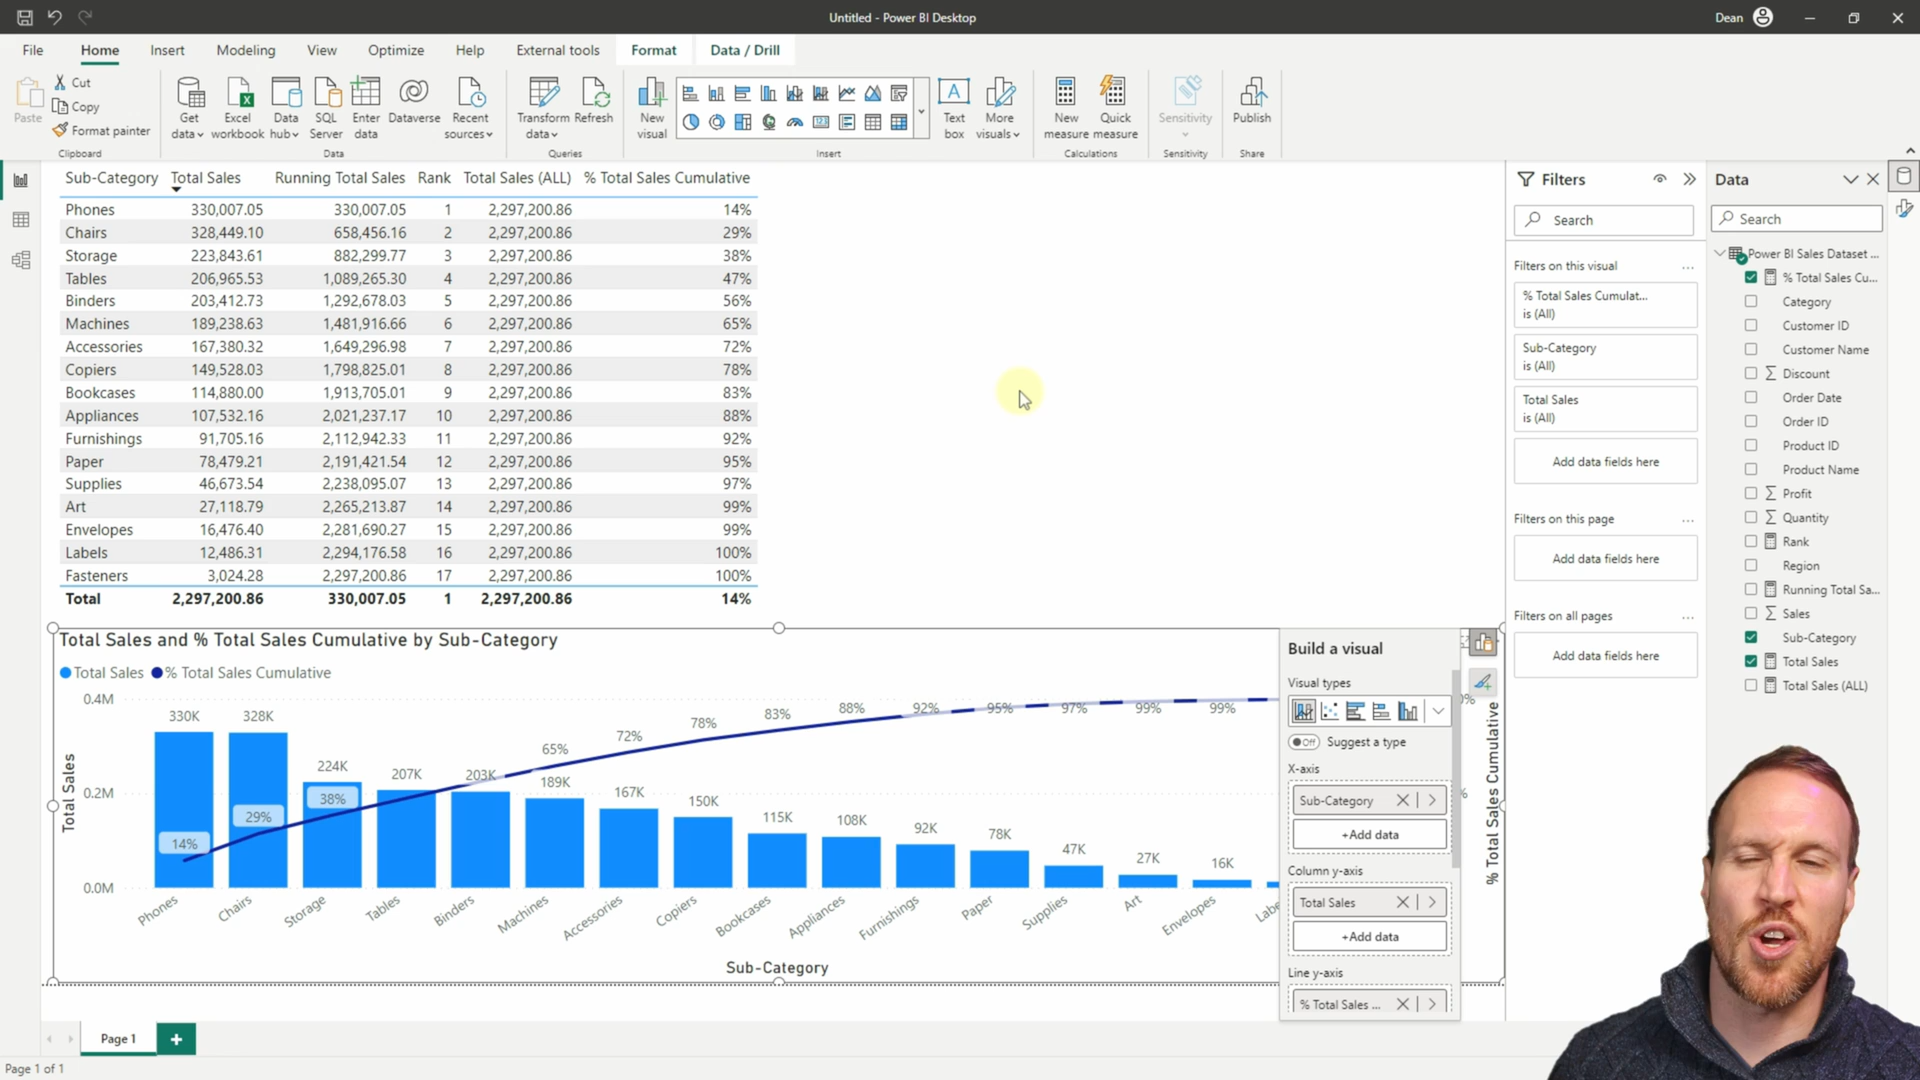 Untitled - Power BI Desktop
Dean
File
Home
Insert
Modeling
View
Optimize
Help
External tools
Format
Data / Drill
Paste
Cut
Copy
Format painter
Clipboard
Get data
Excel workbook
Data hub
SQL Server
Enter data
Dataverse
Recent sources
Data
Transform data
Refresh
Queries
New visual
Text box
More visuals
Insert
New measure
Quick measure
Calculations
Sensitivity
Sensitivity
Publish
Share
Sub-Category Total Sales Running Total Sales Rank Total Sales (ALL) % Total Sales Cumulative
Phones 330,007.05 330,007.05 1 2,297,200.86 14%
Chairs 328,449.10 658,456.16 2 2,297,200.86 29%
Storage 223,843.61 882,299.77 3 2,297,200.86 38%
Tables 206,965.53 1,089,265.30 4 2,297,200.86 47%
Binders 203,412.73 1,292,678.03 5 2,297,200.86 56%
Machines 189,238.63 1,481,916.66 6 2,297,200.86 65%
Accessories 167,380.32 1,649,296.98 7 2,297,200.86 72%
Copiers 149,528.03 1,798,825.01 8 2,297,200.86 78%
Bookcases 114,880.00 1,913,705.01 9 2,297,200.86 83%
Appliances 107,532.16 2,021,237.17 10 2,297,200.86 88%
Furnishings 91,705.16 2,112,942.33 11 2,297,200.86 92%
Paper 78,479.21 2,191,421.54 12 2,297,200.86 95%
Supplies 46,673.54 2,238,095.07 13 2,297,200.86 97%
Art 27,118.79 2,265,213.87 14 2,297,200.86 99%
Envelopes 16,476.40 2,281,690.27 15 2,297,200.86 99%
Labels 12,486.31 2,294,176.58 16 2,297,200.86 100%
Fasteners 3,024.28 2,297,200.86 17 2,297,200.86 100%
Total 2,297,200.86 330,007.05 1 2,297,200.86 14%
Total Sales and % Total Sales Cumulative by Sub-Category
Total Sales % Total Sales Cumulative
0.4M
0.2M
0.0M
Total Sales
330K 328K 224K 207K 203K 189K 167K 150K 115K 108K 92K 78K 47K 27K 16K
14% 29% 38% 65% 72% 78% 83% 88% 92% 95% 97% 99% 99%
Phones Chairs Storage Tables Binders Machines Accessories Copiers Bookcases Appliances Furnishings Paper Supplies Art Envelopes Labe
Sub-Category
% Total Sales Cumulative
Build a visual
Visual types
Off Suggest a type
X-axis
Sub-Category
+Add data
Column y-axis
Total Sales
+Add data
Line y-axis
% Total Sales ...
Filters
Search
Filters on this visual ...
% Total Sales Cumulat...
is (All)
Sub-Category
is (All)
Total Sales
is (All)
Add data fields here
Filters on this page ...
Add data fields here
Filters on all pages ...
Add data fields here
Data
Search
Power BI Sales Dataset ...
% Total Sales Cu...
Category
Customer ID
Customer Name
Discount
Order Date
Order ID
Product ID
Product Name
Profit
Quantity
Rank
Region
Running Total Sa...
Sales
Sub-Category
Total Sales
Total Sales (ALL)
Page 1
+
Page 1 of 1